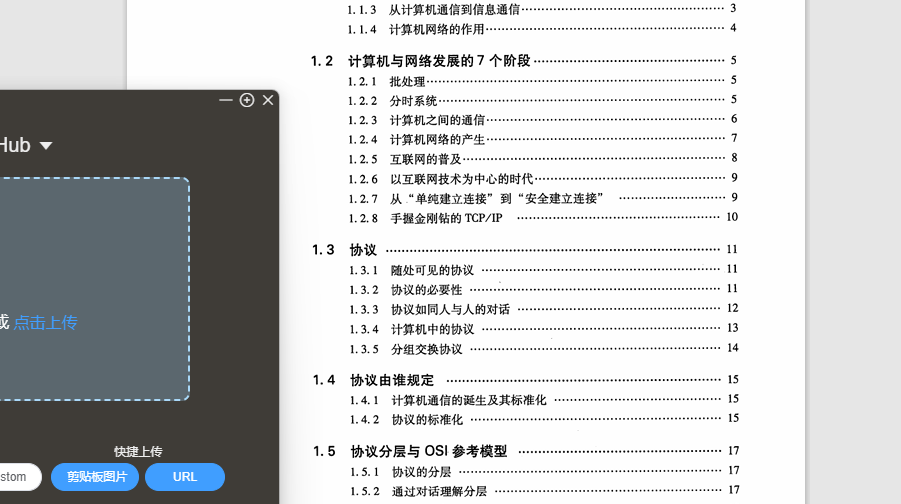 1.1.3 从计算机通信到信息通信 3
1.1.4 计算机网络的作用 4
1.2 计算机与网络发展的 7 个阶段 5
1.2.1 批处理 5
1.2.2 分时系统 5
1.2.3 计算机之间的通信 6
1.2.4 计算机网络的产生 7
1.2.5 互联网的普及 8
1.2.6 以互联网技术为中心的时代 9
1.2.7 从“单纯建立连接”到“安全建立连接” 9
1.2.8 手握金刚钻的 TCP/IP 10
1.3 协议 11
1.3.1 随处可见的协议 11
1.3.2 协议的必要性 11
1.3.3 协议如同人与人的对话 12
1.3.4 计算机中的协议 13
1.3.5 分组交换协议 14
1.4 协议由谁规定 15
1.4.1 计算机通信的诞生及其标准化 15
1.4.2 协议的标准化 15
1.5 协议分层与 OSI 参考模型 17
1.5.1 协议的分层 17
1.5.2 通过对话理解分层 17
Hub
或 点击上传
快捷上传
stom
剪贴板图片
URL